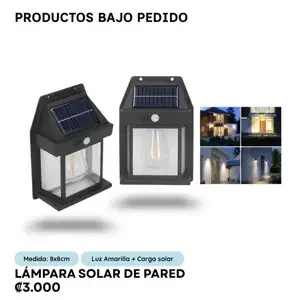 PRODUCTOS BAJO PEDIDO
Medida: 8x8cm
Luz Amarilla + Carga solar
LÁMPARA SOLAR DE PARED
₡3.000